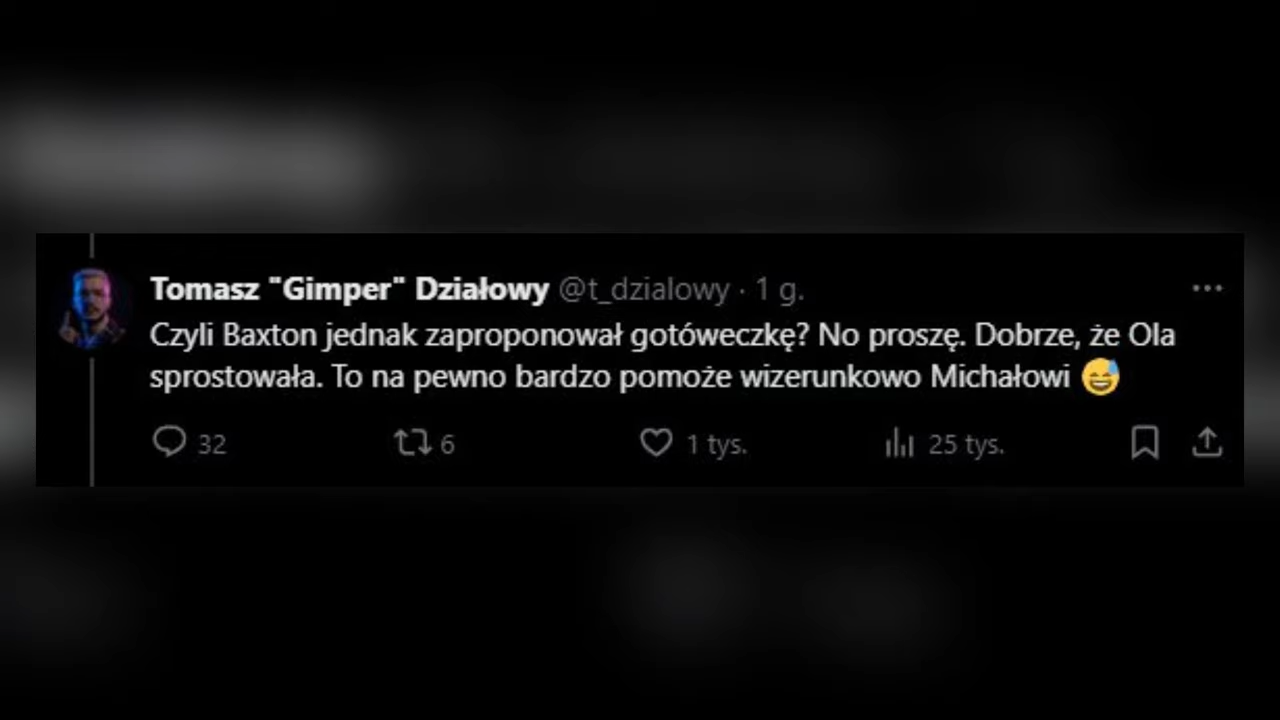 Tomasz "Gimper" Działowy @t_dzialowy · 1 g.
Czyli Baxton jednak zaproponował gotóweczkę? No proszę. Dobrze, że Ola
sprostowała. To na pewno bardzo pomoże wizerunkowo Michałowi 😅
32 6 1 tys. 25 tys.